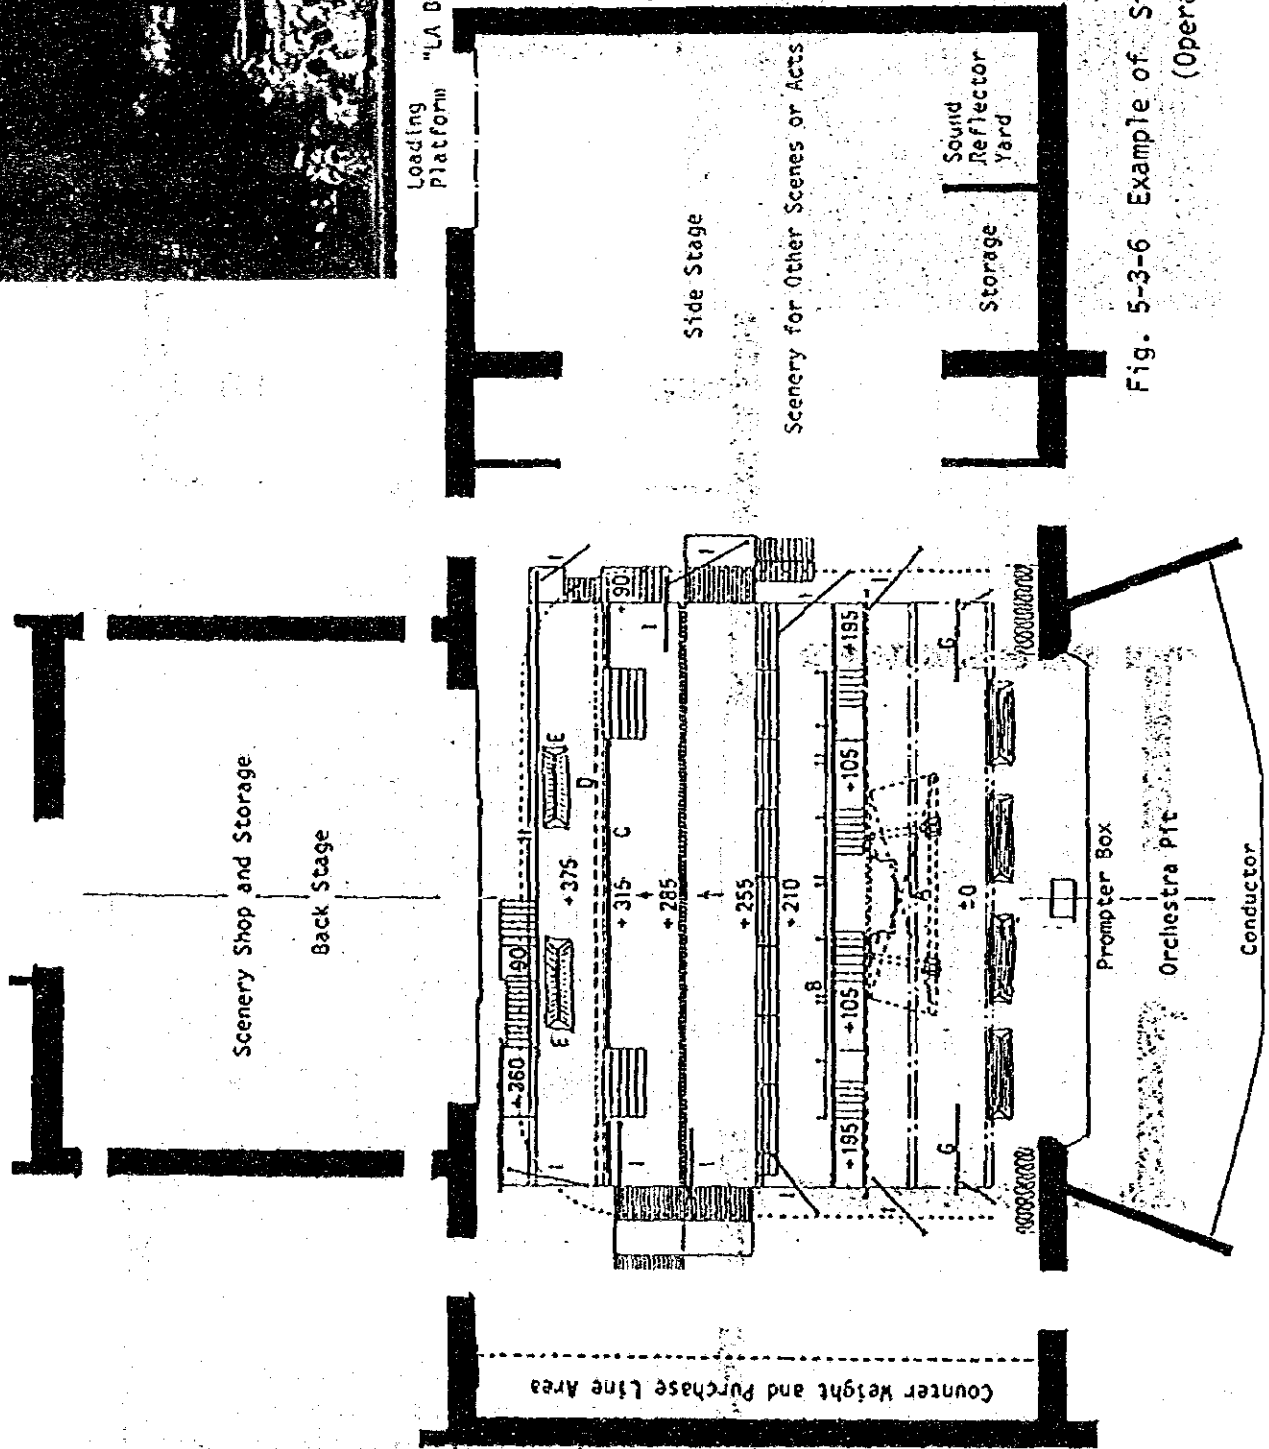 Scenery Shop and Storage
Back Stage
Loading
Platform
"LA B
Side Stage
Scenery for Other Scenes or Acts
Storage
Sound
Reflector
Yard
+260
90
E
+375
E
D
+315
C
+90
+285
+255
+210
B
+195
+105
+105
+195
G
±0
G
Prompter Box
Orchestra Pit
Conductor
Counter Weight and Purchase Line Area
Fig. 5-3-6 Example of S
(Opera